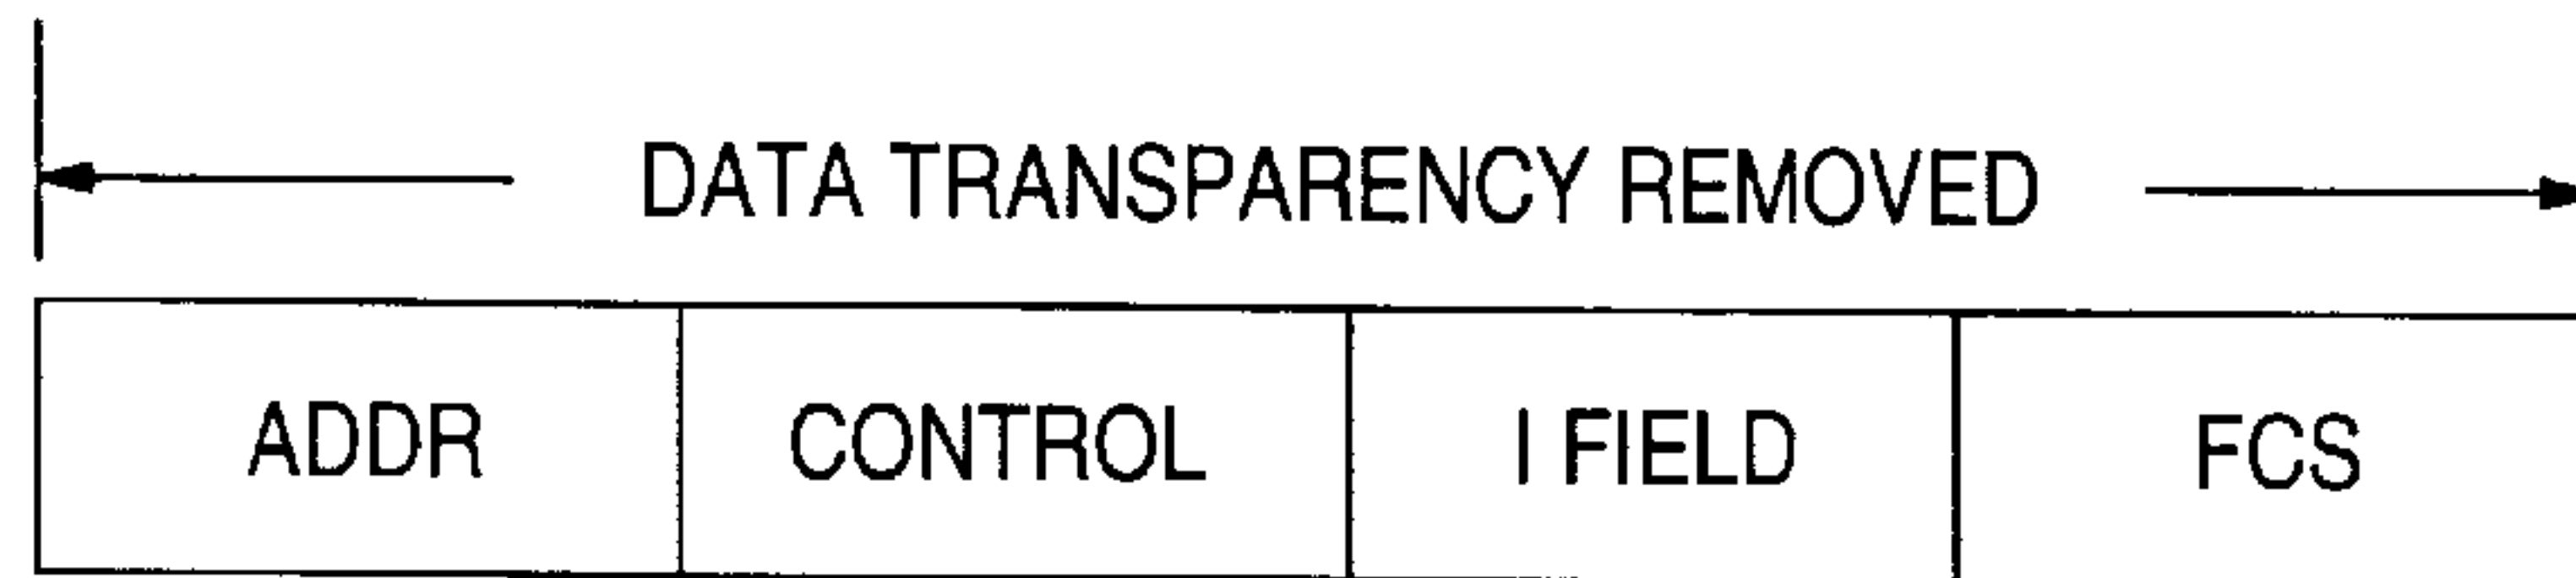 DATA TRANSPARENCY REMOVED
ADDR CONTROL I FIELD FCS